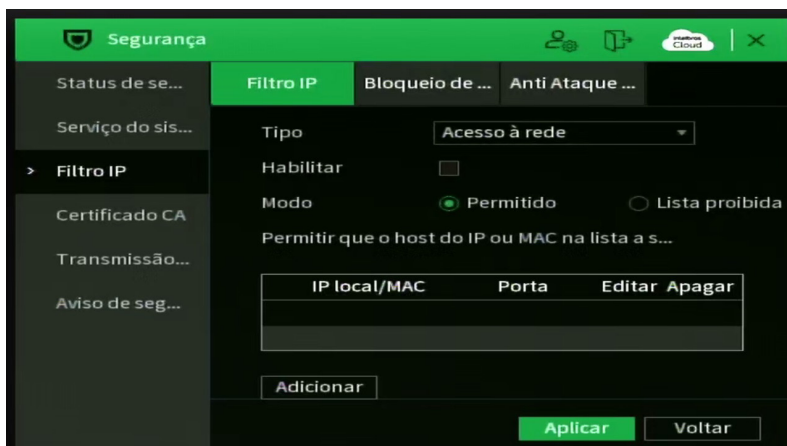 Segurança
intelbras
Cloud
Status de se...
Serviço do sis...
Filtro IP
Certificado CA
Transmissão...
Aviso de seg...
Filtro IP Bloqueio de ... Anti Ataque ...
Tipo Acesso à rede
Habilitar
Modo Permitido Lista proibida
Permitir que o host do IP ou MAC na lista a s...
IP local/MAC Porta Editar Apagar
Adicionar
Aplicar Voltar